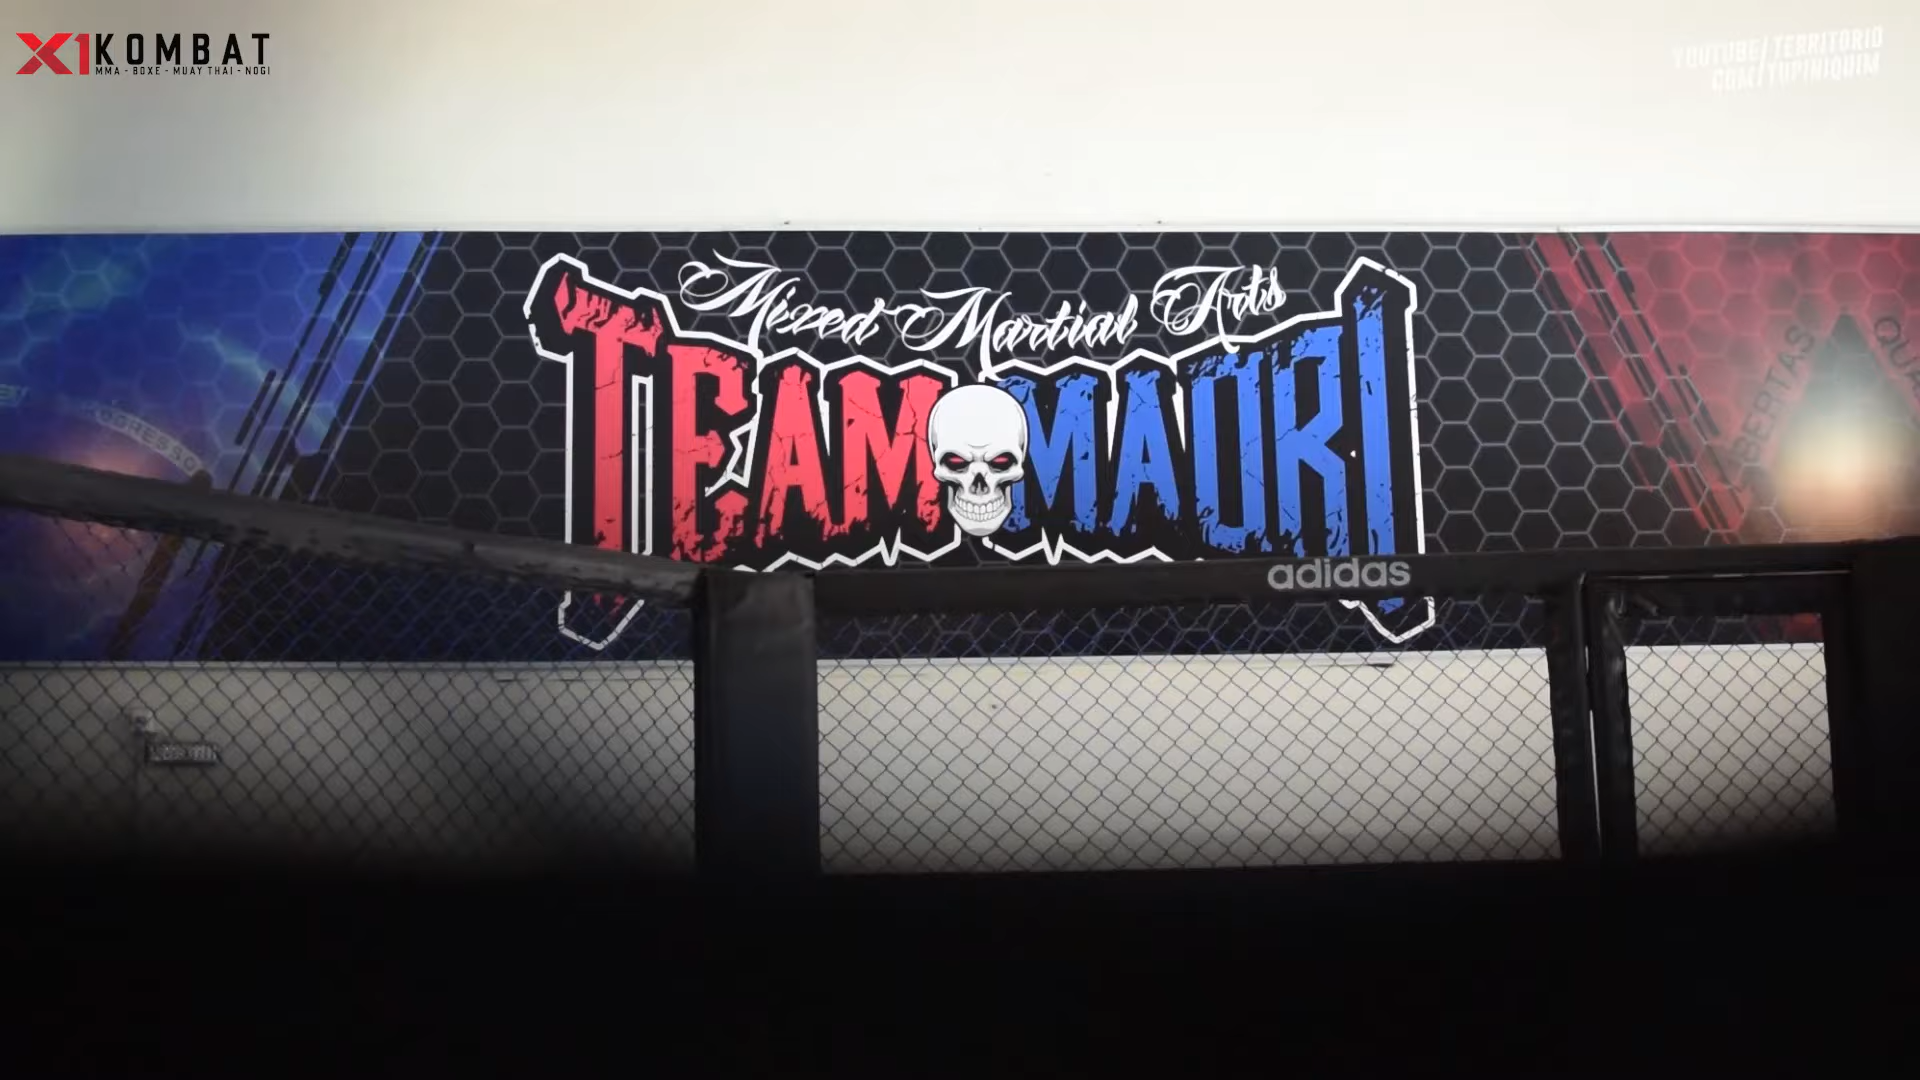 X1KOMBAT
MMA - BOXE - MUAY THAI - NOGI
YOUTUBE/TERRITORIO
COM/TUPINIQUIM
Mixed Martial Arts
TEAM MAORI
adidas